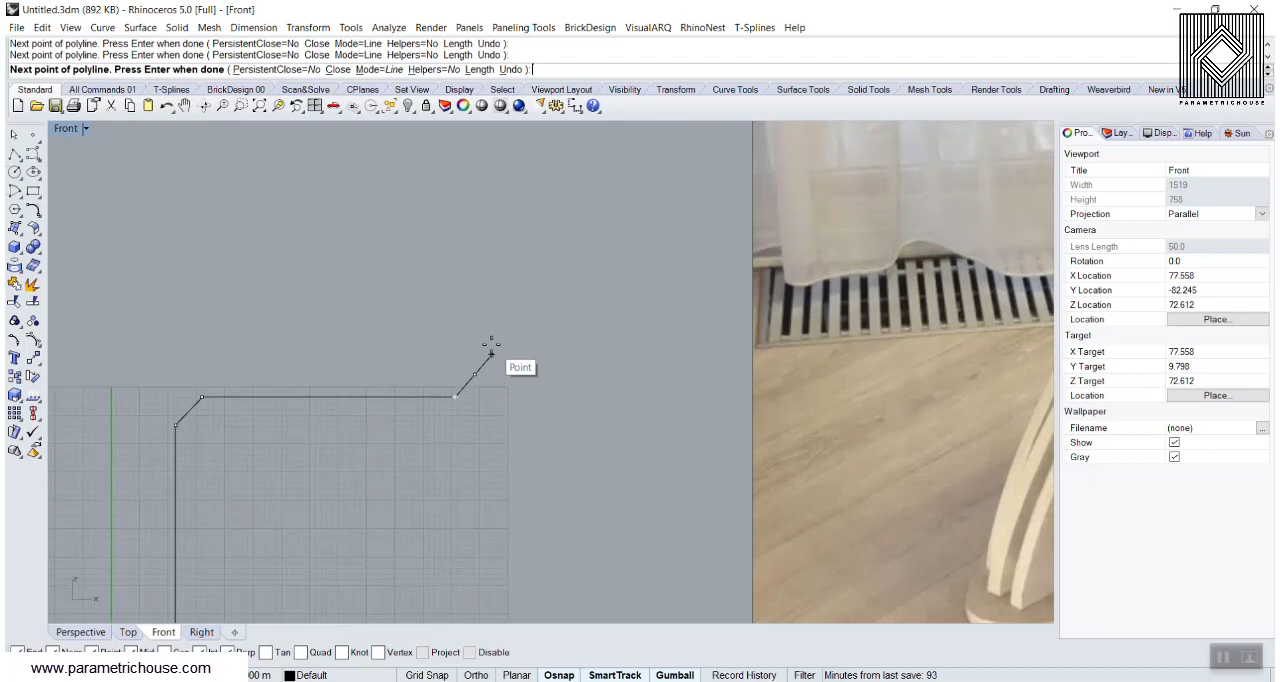 Untitled.3dm (892 KB) - Rhinoceros 5.0 [Full] - [Front]
File Edit View Curve Surface Solid Mesh Dimension Transform Tools Analyze Render Panels Paneling Tools BrickDesign VisualARQ RhinoNest T-Splines Help
Next point of polyline. Press Enter when done ( PersistentClose=No Close Mode=Line Helpers=No Length Undo ):
Next point of polyline. Press Enter when done ( PersistentClose=No Close Mode=Line Helpers=No Length Undo ):
Next point of polyline. Press Enter when done ( PersistentClose=No Close Mode=Line Helpers=No Length Undo ):
PARAMETRICHOUSE
Standard All Commands 01 T-Splines BrickDesign 00 Scan&Solve CPlanes Set View Display Select Viewport Layout Visibility Transform Curve Tools Surface Tools Solid Tools Mesh Tools Render Tools Drafting Weaverbird New in V5
Front
Pro... Lay... Disp... Help Sun
Viewport
Title Front
Width 1519
Height 758
Projection Parallel
Camera
Lens Length 50.0
Rotation 0.0
X Location 77.558
Y Location -82.245
Z Location 72.612
Location Place...
Target
X Target 77.558
Y Target 9.798
Z Target 72.612
Location Place...
Wallpaper
Filename (none) ...
Show
Gray
Point
z
x
Perspective Top Front Right
Tan Quad Knot Vertex Project Disable
www.parametrichouse.com
000 m Default Grid Snap Ortho Planar Osnap SmartTrack Gumball Record History Filter Minutes from last save: 93